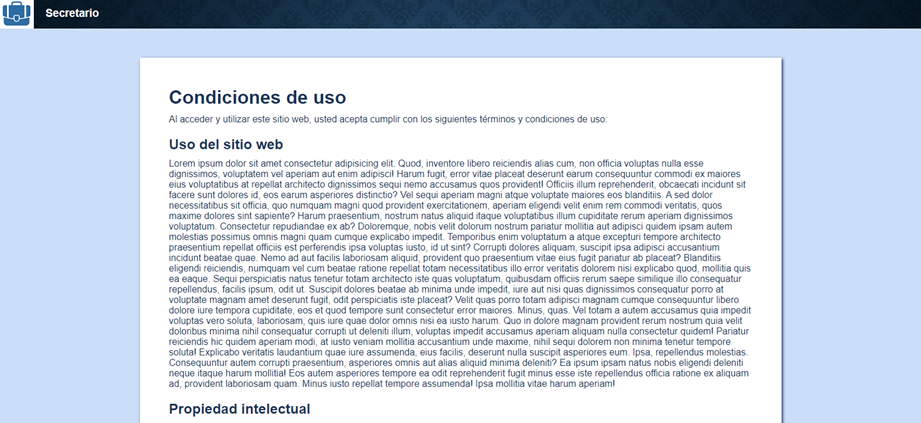 Secretario
Condiciones de uso
Al acceder y utilizar este sitio web, usted acepta cumplir con los siguientes términos y condiciones de uso:
Uso del sitio web
Lorem ipsum dolor sit amet consectetur adipisicing elit. Quod, inventore libero reiciendis alias cum, non officia voluptas nulla esse
dignissimos, voluptatem vel aperiam aut enim adipisci! Harum fugit, error vitae placeat deserunt earum consequuntur commodi ex maiores
eius voluptatibus at repellat architecto dignissimos sequi nemo accusamus quos provident! Officiis illum reprehenderit, obcaecati incidunt sit
facere sunt dolores id, eos earum asperiores distinctio? Vel sequi aperiam magni atque voluptate maiores eos blanditiis. A sed dolor
necessitatibus sit officia, quo numquam magni quod provident exercitationem, aperiam eligendi velit enim rem commodi veritatis, quos
maxime dolores sint sapiente? Harum praesentium, nostrum natus aliquid itaque voluptatibus illum cupiditate rerum aperiam dignissimos
voluptatum. Consectetur repudiandae ex ab? Doloremque, nobis velit dolorum nostrum pariatur mollitia aut adipisci quidem ipsam autem
molestias possimus omnis magni quam cumque explicabo impedit. Temporibus enim voluptatum a atque excepturi tempore architecto
praesentium repellat officiis est perferendis ipsa voluptas iusto, id ut sint? Corrupti dolores aliquam, suscipit ipsa adipisci accusantium
incidunt beatae quae. Nemo ad aut facilis laboriosam aliquid, provident quo praesentium vitae eius fugit pariatur ab placeat? Blanditiis
eligendi reiciendis, numquam vel cum beatae ratione repellat totam necessitatibus illo error veritatis dolorem nisi explicabo quod, mollitia quis
ea eaque. Sequi perspiciatis natus tenetur totam architecto iste quas voluptatum, quibusdam officiis rerum saepe similique illo consectetur
repellendus, facilis ipsum, odit ut. Suscipit dolores beatae ab minima unde impedit, iure aut nisi quas dignissimos consequatur porro at
voluptate magnam amet deserunt fugit, odit perspiciatis iste placeat? Velit quas porro totam adipisci magnam cumque consequuntur libero
dolore iure tempora cupiditate, eos et quod tempore sunt consectetur error maiores. Minus, quas. Vel totam a autem accusamus quia impedit
voluptas vero soluta, laboriosam, quis iure quae dolor omnis nisi ea iusto harum. Quo in dolore magnam provident rerum nostrum quia velit
doloribus minima nihil consequatur corrupti ut deleniti illum, voluptas impedit accusamus aperiam aliquam nulla consectetur quidem! Pariatur
reiciendis hic quidem aperiam modi, at iusto veniam mollitia accusantium unde maxime, nihil sequi dolorem non minima tenetur tempore
soluta! Explicabo veritatis laudantium quae iure assumenda, eius facilis, deserunt nulla suscipit asperiores eum. Ipsa, repellendus molestias.
Consequuntur autem corrupti praesentium, asperiores omnis aut alias aliquid minima deleniti? Ea ipsum ipsam natus nobis eligendi deleniti
neque itaque harum mollitia! Eos autem asperiores tempore ea odit reprehenderit fugit minus esse iste repellendus officia ratione ex aliquam
ad, provident laboriosam quam. Minus iusto repellat tempore assumenda! Ipsa mollitia vitae harum aperiam!
Propiedad intelectual